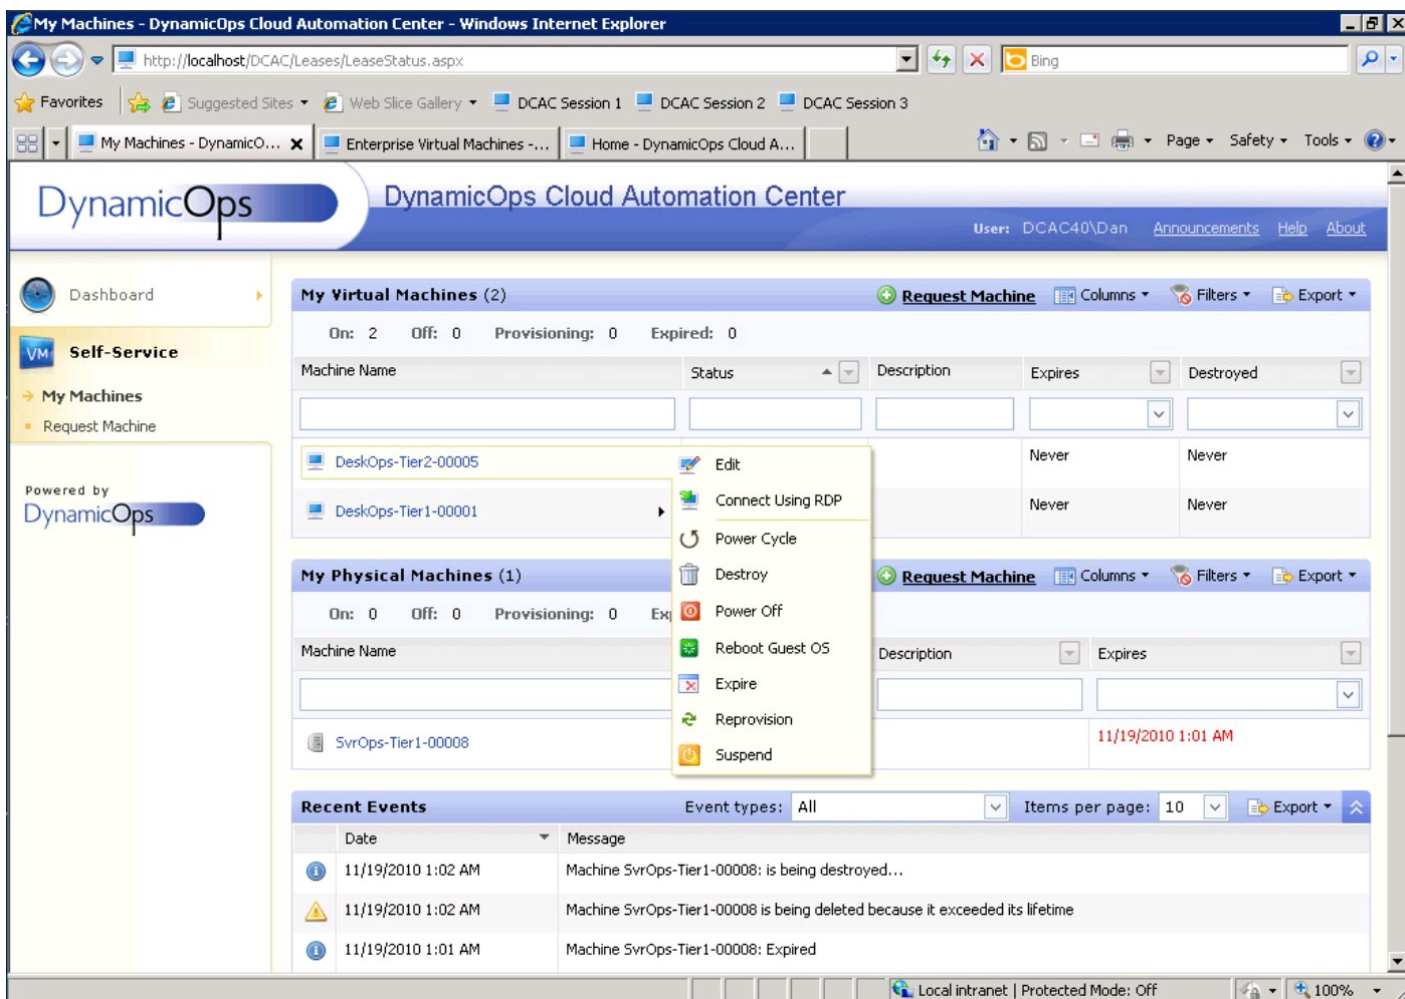 My Machines - DynamicOps Cloud Automation Center - Windows Internet Explorer
http://localhost/DCAC/Leases/LeaseStatus.aspx
Bing
Favorites Suggested Sites Web Slice Gallery DCAC Session 1 DCAC Session 2 DCAC Session 3
My Machines - DynamicO... Enterprise Virtual Machines -... Home - DynamicOps Cloud A... Page Safety Tools
DynamicOps
DynamicOps Cloud Automation Center
User: DCAC40\Dan Announcements Help About
Dashboard
VM Self-Service
My Machines
Request Machine
Powered by
DynamicOps
My Virtual Machines (2) Request Machine Columns Filters Export
On: 2 Off: 0 Provisioning: 0 Expired: 0
Machine Name Status Description Expires Destroyed
DeskOps-Tier2-00005 Never Never
DeskOps-Tier1-00001 Never Never
Edit
Connect Using RDP
Power Cycle
Destroy
Power Off
Reboot Guest OS
Expire
Reprovision
Suspend
My Physical Machines (1) Request Machine Columns Filters Export
On: 0 Off: 0 Provisioning: 0
Machine Name Description Expires
SvrOps-Tier1-00008 11/19/2010 1:01 AM
Recent Events Event types: All Items per page: 10 Export
Date Message
11/19/2010 1:02 AM Machine SvrOps-Tier1-00008: is being destroyed...
11/19/2010 1:02 AM Machine SvrOps-Tier1-00008 is being deleted because it exceeded its lifetime
11/19/2010 1:01 AM Machine SvrOps-Tier1-00008: Expired
Local intranet | Protected Mode: Off 100%